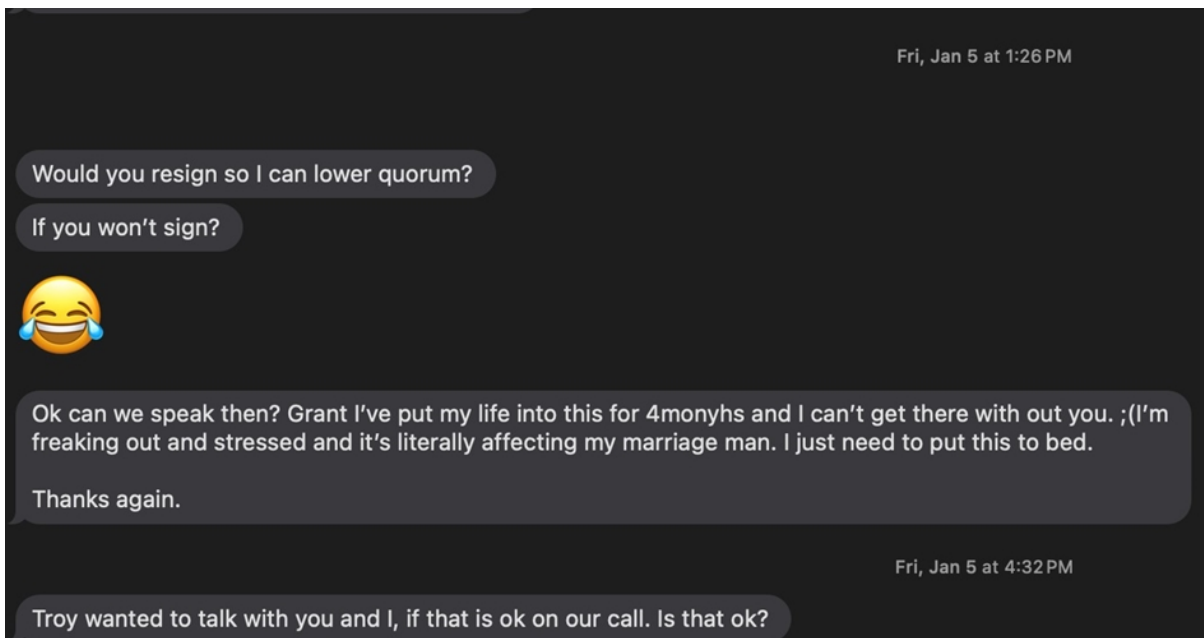 Fri, Jan 5 at 1:26 PM
Would you resign so I can lower quorum?
If you won’t sign?
😂
Ok can we speak then? Grant I’ve put my life into this for 4monyhs and I can’t get there with out you. ;(I’m
freaking out and stressed and it’s literally affecting my marriage man. I just need to put this to bed.
Thanks again.
Fri, Jan 5 at 4:32 PM
Troy wanted to talk with you and I, if that is ok on our call. Is that ok?